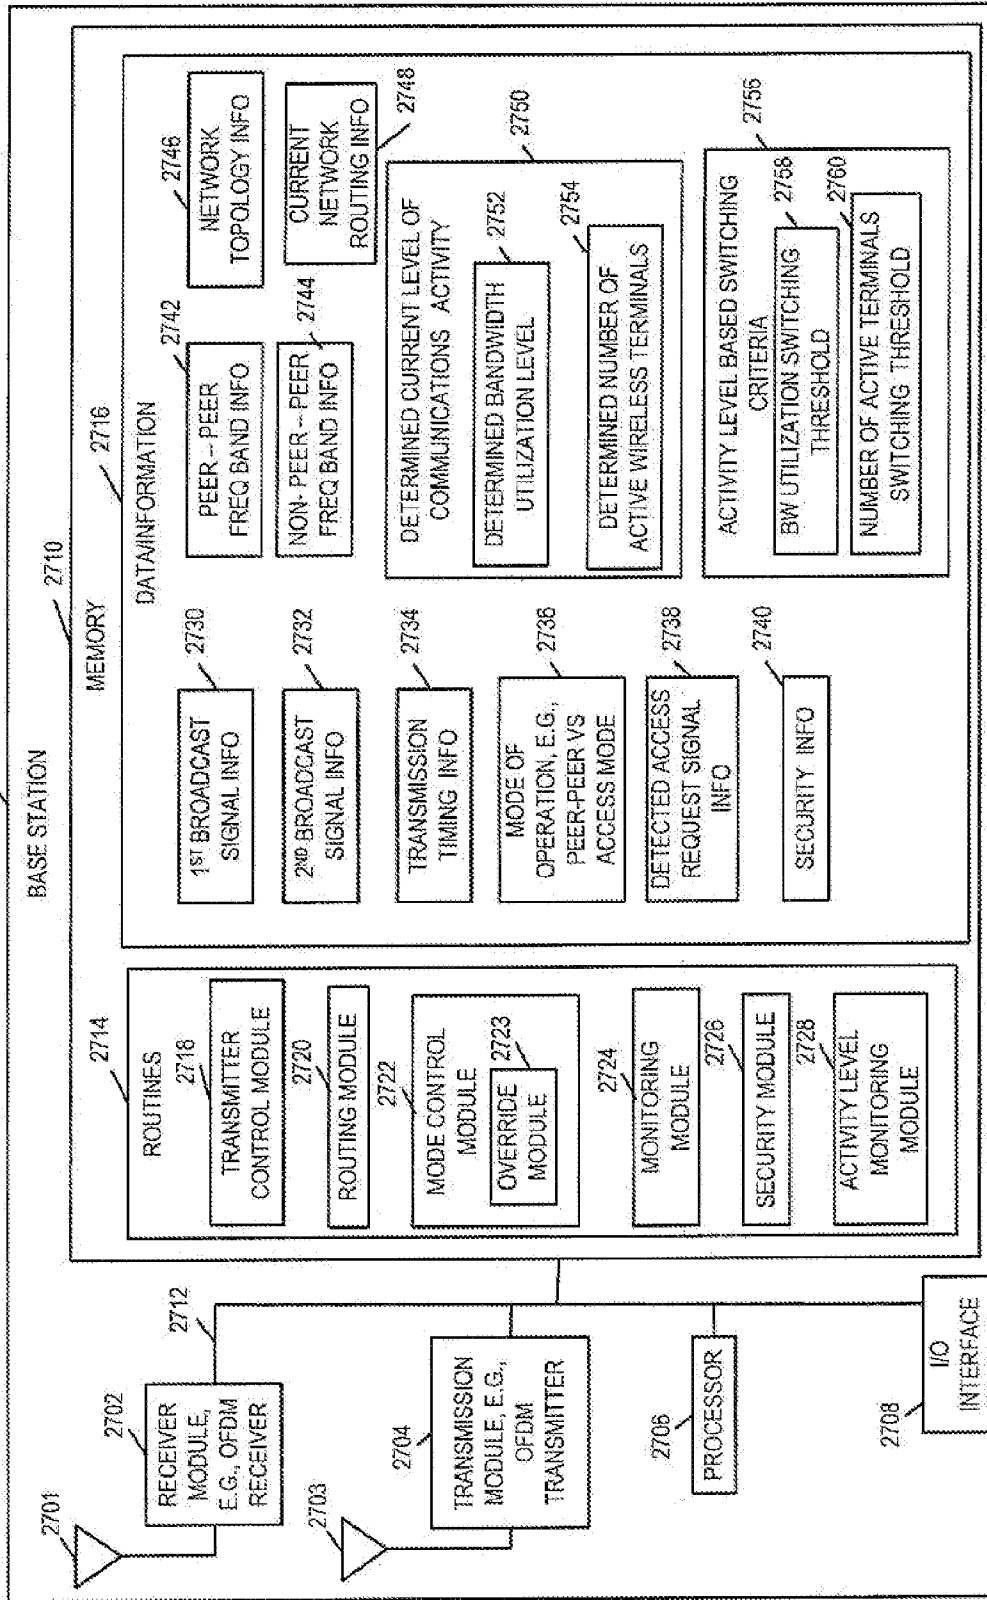 BASE STATION
2710
MEMORY
2701
2702
RECEIVER
MODULE,
E.G., OFDM
RECEIVER
2712
2703
2704
TRANSMISSION
MODULE, E.G.,
OFDM
TRANSMITTER
2706
PROCESSOR
2708
I/O
INTERFACE
2714
ROUTINES
2718
TRANSMITTER
CONTROL MODULE
2720
ROUTING MODULE
2722
MODE CONTROL
MODULE
2723
OVERRIDE
MODULE
2724
MONITORING
MODULE
2726
SECURITY MODULE
2728
ACTIVITY LEVEL
MONITORING
MODULE
2716
DATA/INFORMATION
2730
1ST BROADCAST
SIGNAL INFO
2732
2ND BROADCAST
SIGNAL INFO
2734
TRANSMISSION
TIMING INFO
2736
MODE OF
OPERATION, E.G.,
PEER-PEER VS
ACCESS MODE
2738
DETECTED ACCESS
REQUEST SIGNAL
INFO
2740
SECURITY INFO
2742
PEER-PEER
FREQ BAND INFO
2744
NON-PEER-PEER
FREQ BAND INFO
2746
NETWORK
TOPOLOGY INFO
2748
CURRENT
NETWORK
ROUTING INFO
2750
DETERMINED CURRENT LEVEL OF
COMMUNICATIONS ACTIVITY
2752
DETERMINED BANDWIDTH
UTILIZATION LEVEL
2754
DETERMINED NUMBER OF
ACTIVE WIRELESS TERMINALS
2756
ACTIVITY LEVEL BASED SWITCHING
CRITERIA
2758
BW UTILIZATION SWITCHING
THRESHOLD
2760
NUMBER OF ACTIVE TERMINALS
SWITCHING THRESHOLD